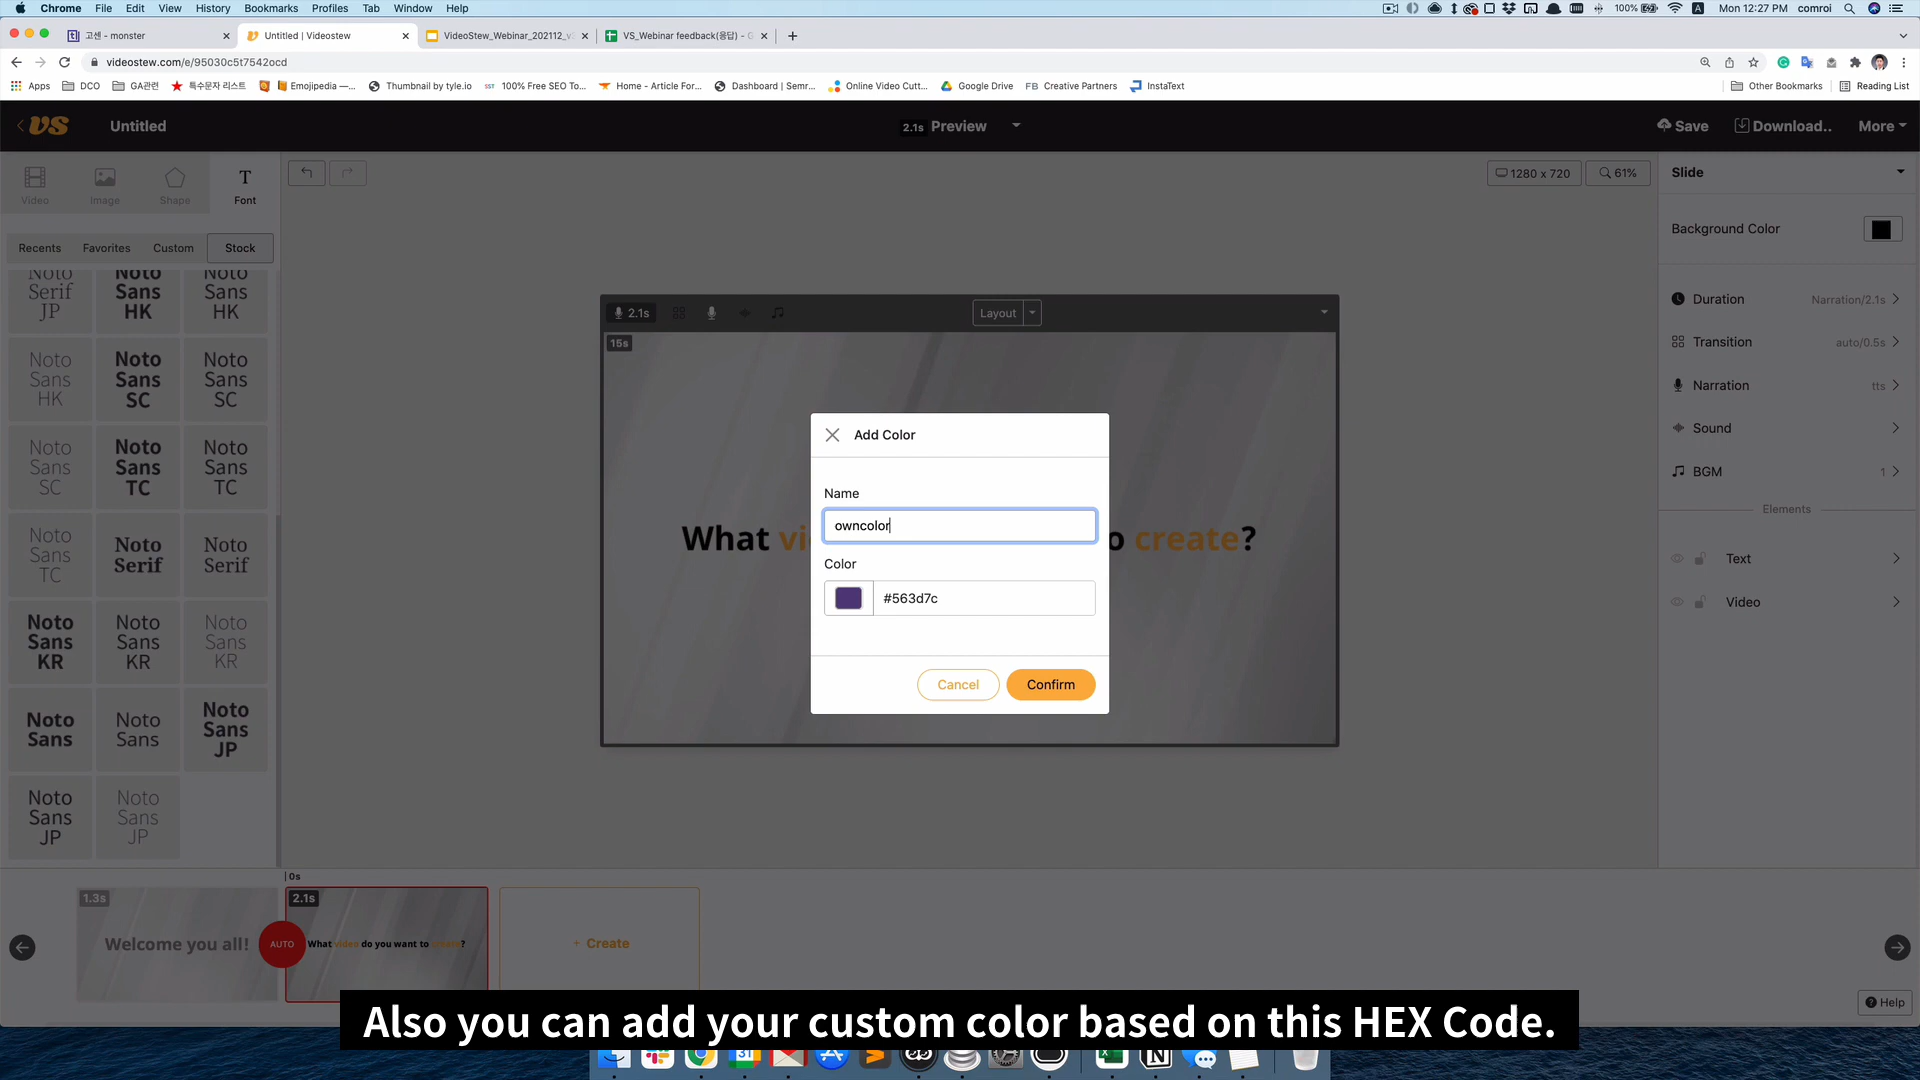 Chrome File Edit View History Bookmarks Profiles Tab Window Help
100% A Mon 12:27 PM comroi
고센 - monster
Untitled | Videostew
VideoStew_Webinar_202112_v
VS_Webinar feedback(응답) - G
videostew.com/e/95030c5t7542ocd
Apps DCO GA관련 특수문자 리스트 Emojipedia —... Thumbnail by tyle.io SST 100% Free SEO To... Home - Article For... Dashboard | Semr... Online Video Cutt... Google Drive FB Creative Partners InstaText Other Bookmarks Reading List
VS Untitled
2.1s Preview
Save Download.. More
Video Image Shape Font
1280 x 720 61%
Slide
Recents Favorites Custom Stock
Background Color
Noto Serif JP
Noto Sans HK
Noto Sans HK
Noto Sans HK
Noto Sans SC
Noto Sans SC
Noto Sans SC
Noto Sans TC
Noto Sans TC
Noto Sans TC
Noto Serif
Noto Serif
Noto Sans KR
Noto Sans KR
Noto Sans KR
Noto Sans
Noto Sans
Noto Sans JP
Noto Sans JP
Noto Sans JP
2.1s Layout
15s
What vi o create?
Add Color
Name
owncolor
Color
#563d7c
Cancel Confirm
Duration Narration/2.1s
Transition auto/0.5s
Narration tts
Sound
BGM 1
Elements
Text
Video
0s
1.3s
Welcome you all!
AUTO
2.1s
What video do you want to create?
+ Create
Help
Also you can add your custom color based on this HEX Code.
31